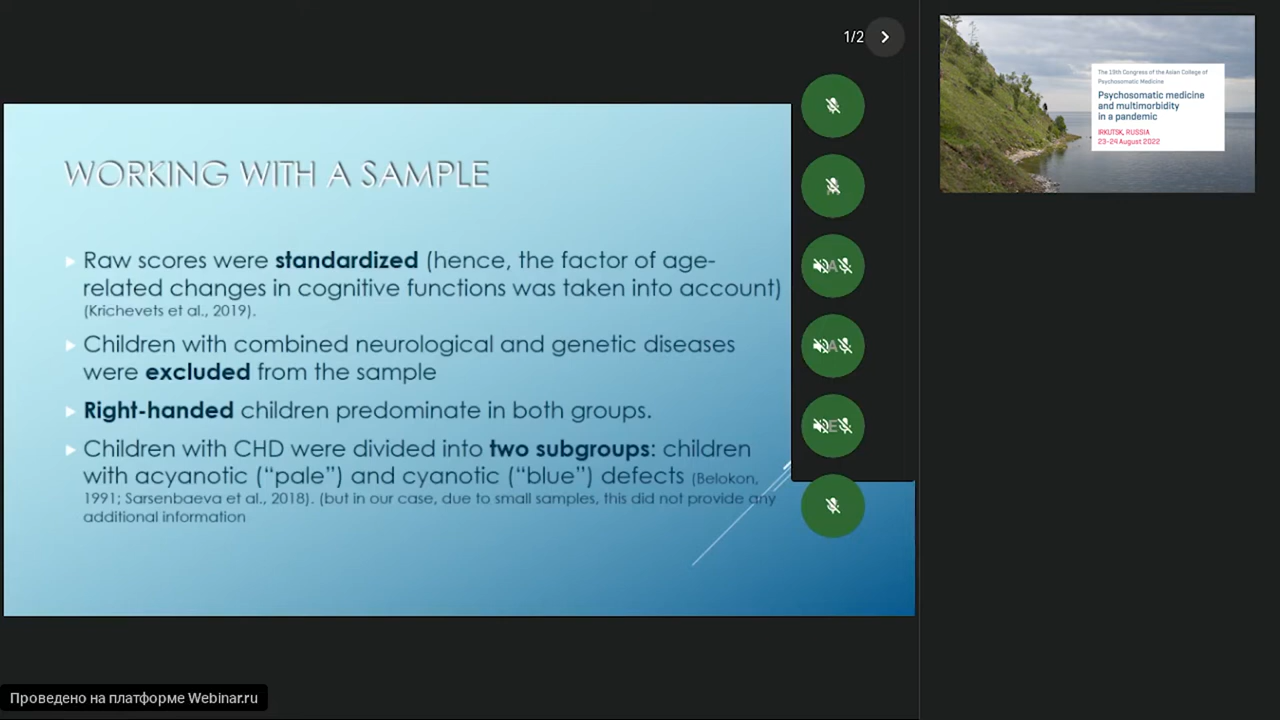 1/2
WORKING WITH A SAMPLE
Raw scores were standardized (hence, the factor of age-
related changes in cognitive functions was taken into account)
(Krichevets et al., 2019).
Children with combined neurological and genetic diseases
were excluded from the sample
Right-handed children predominate in both groups.
Children with CHD were divided into two subgroups: children
with acyanotic (“pale”) and cyanotic (“blue”) defects (Belokon,
1991; Sarsenbaeva et al., 2018). (but in our case, due to small samples, this did not provide any
additional information
The 19th Congress of the Asian College of
Psychosomatic Medicine
Psychosomatic medicine
and multimorbidity
in a pandemic
IRKUTSK, RUSSIA
23-24 August 2022
Проведено на платформе Webinar.ru